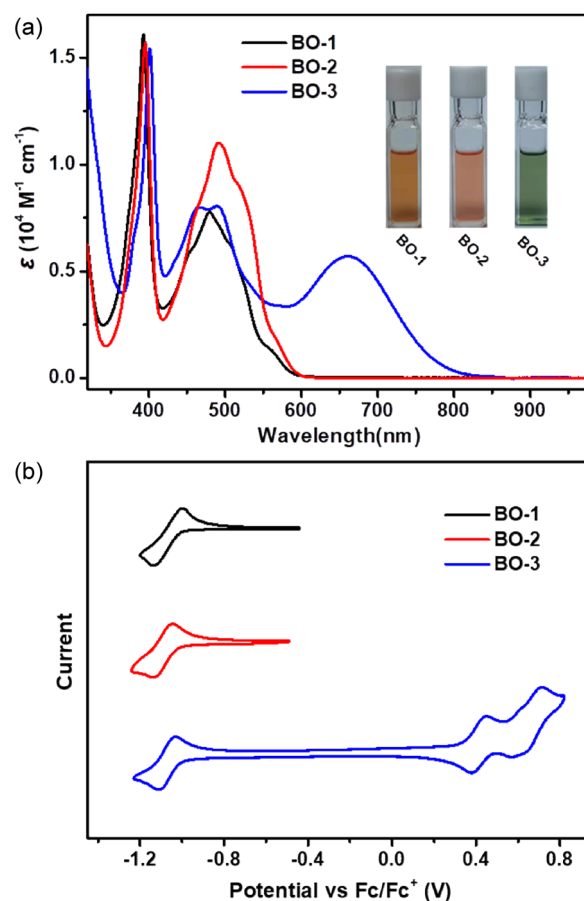 (a)
BO-1
BO-2
BO-3
1.5
1.0
0.5
0.0
ε (10⁴ M⁻¹ cm⁻¹)
BO-1
BO-2
BO-3
400 500 600 700 800 900
Wavelength(nm)
(b)
BO-1
BO-2
BO-3
Current
-1.2 -0.8 -0.4 0.0 0.4 0.8
Potential vs Fc/Fc⁺ (V)